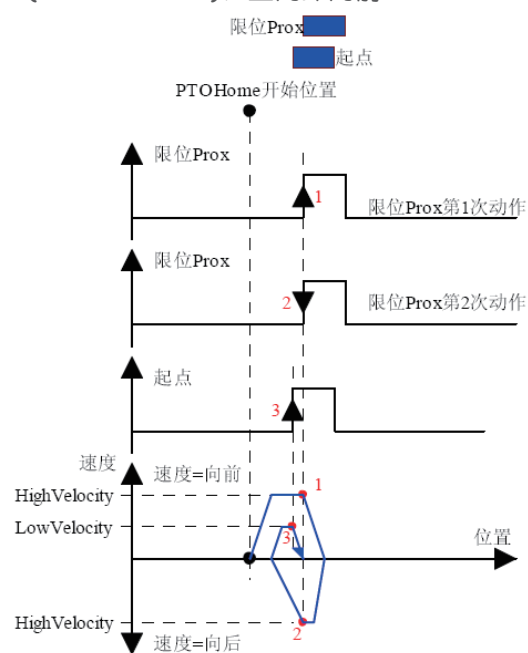 限位Prox
起点
PTOHome开始位置
限位Prox
1
限位Prox第1次动作
限位Prox
2
限位Prox第2次动作
起点
3
速度
速度=向前
HighVelocity
1
LowVelocity
3
位置
HighVelocity
2
速度=向后